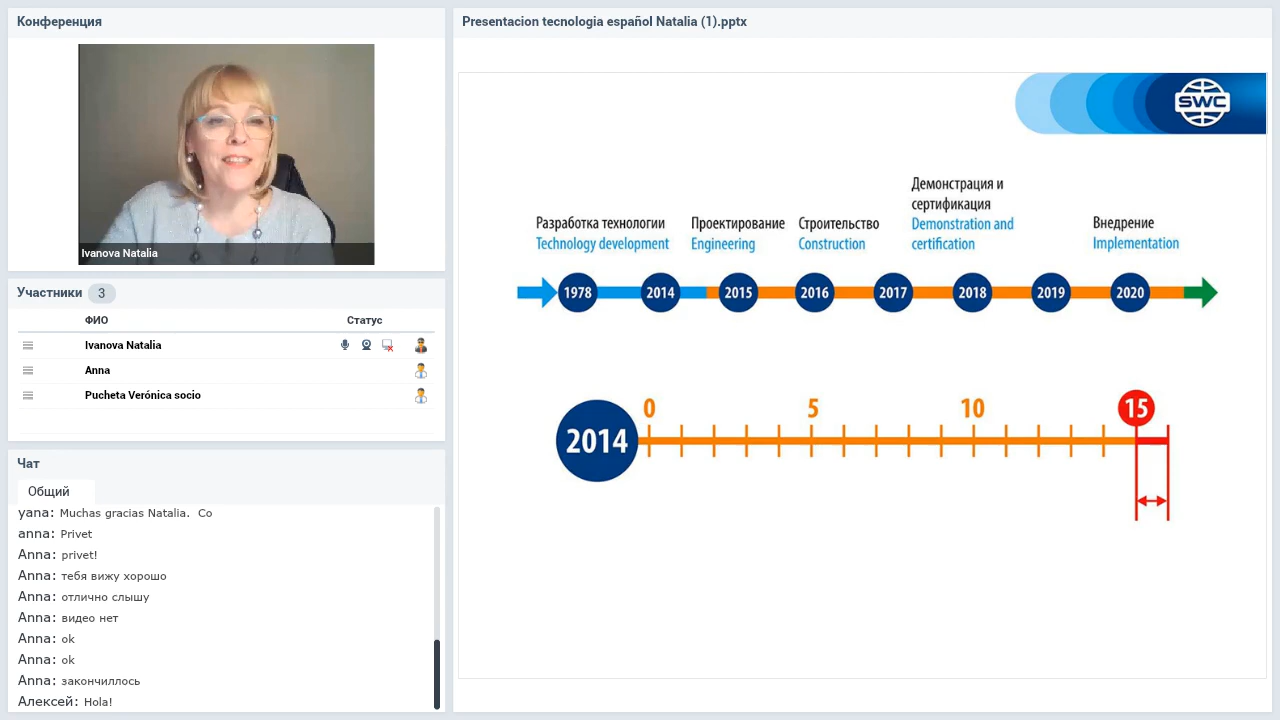 Конференция
Ivanova Natalia
Участники 3
ФИО Статус
Ivanova Natalia
Anna
Pucheta Verónica socio
Чат
Общий
yana: Muchas gracias Natalia. Co
anna: Privet
Anna: privet!
Anna: тебя вижу хорошо
Anna: отлично слышу
Anna: видео нет
Anna: ok
Anna: ok
Anna: закончиллось
Алексей: Hola!
Presentacion tecnologia español Natalia (1).pptx
SWC
Разработка технологии
Technology development
Проектирование
Engineering
Строительство
Construction
Демонстрация и
сертификация
Demonstration and
certification
Внедрение
Implementation
1978 2014 2015 2016 2017 2018 2019 2020
0 5 10 15
2014